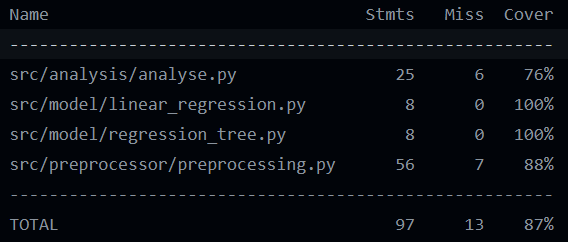 Name Stmts Miss Cover
-------------------------------------------------------
src/analysis/analyse.py 25 6 76%
src/model/linear_regression.py 8 0 100%
src/model/regression_tree.py 8 0 100%
src/preprocessor/preprocessing.py 56 7 88%
-------------------------------------------------------
TOTAL 97 13 87%